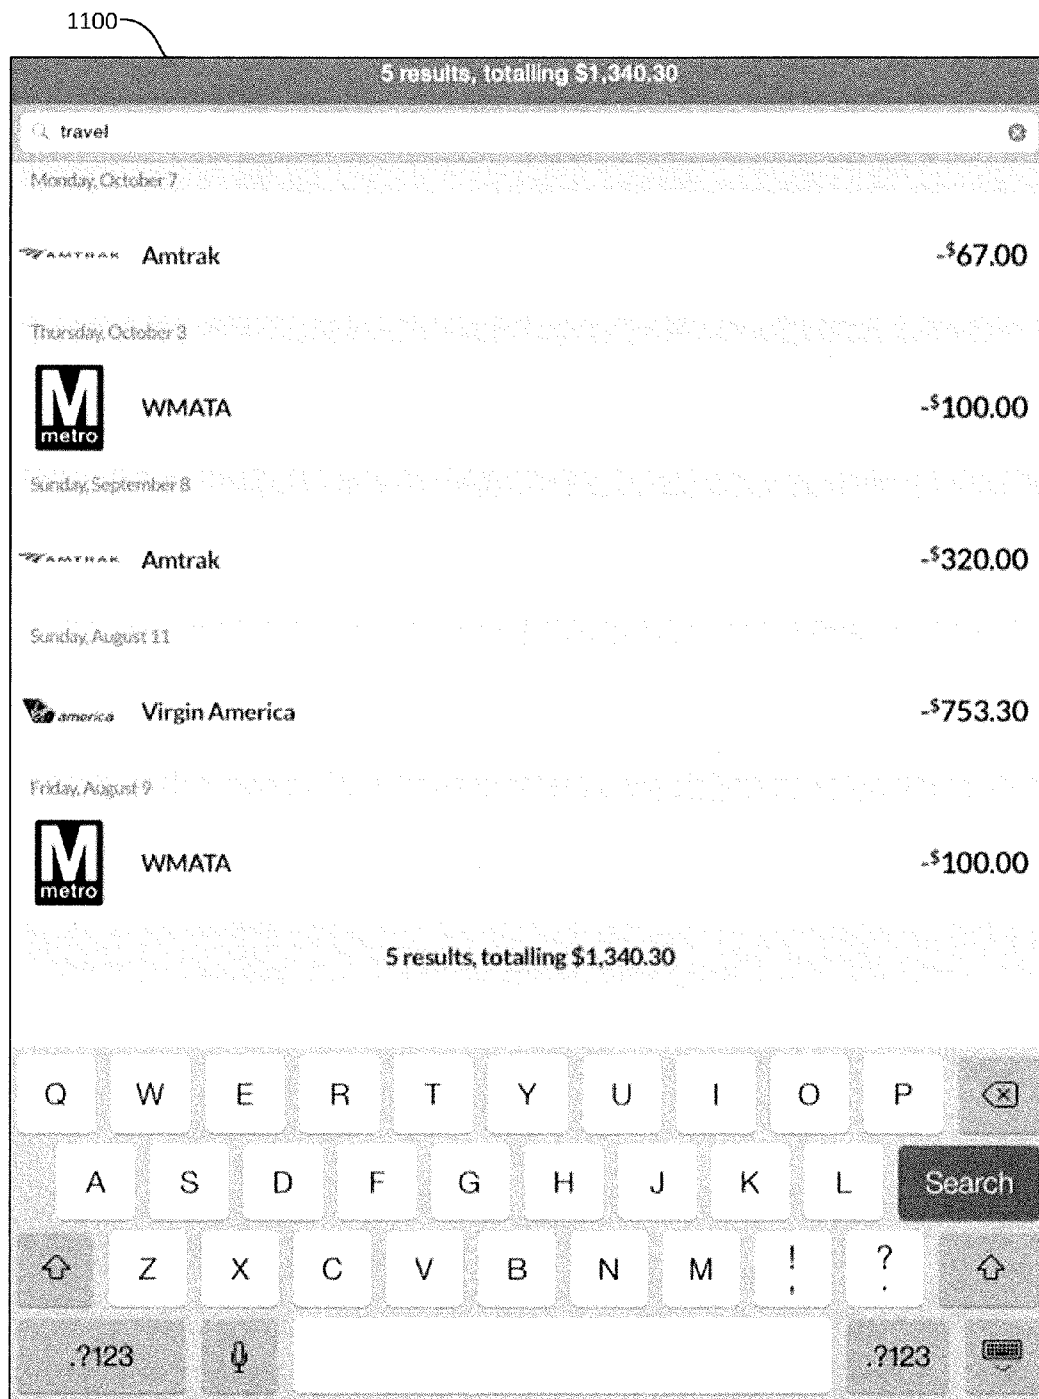 1100
5 results, totalling $1,340.30
travel
Monday, October 7
AMTRAK Amtrak -$67.00
Thursday, October 3
M metro WMATA -$100.00
Sunday, September 8
AMTRAK Amtrak -$320.00
Sunday, August 11
america Virgin America -$753.30
Friday, August 9
M metro WMATA -$100.00
5 results, totalling $1,340.30
Q W E R T Y U I O P
A S D F G H J K L Search
Z X C V B N M ! , ? .
.?123 .?123